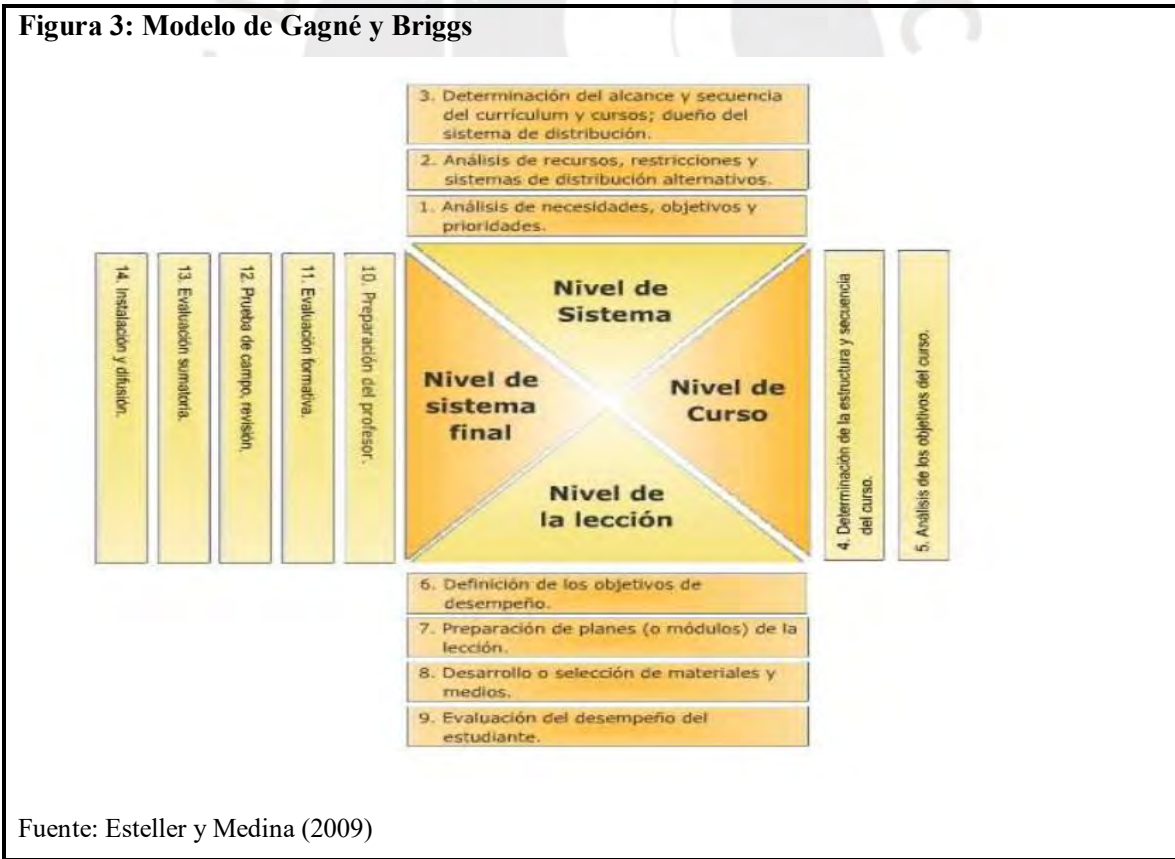 Figura 3: Modelo de Gagné y Briggs
3. Determinación del alcance y secuencia
del currículum y cursos; dueño del
sistema de distribución.
2. Análisis de recursos, restricciones y
sistemas de distribución alternativos.
1. Análisis de necesidades, objetivos y
prioridades.
14. Instalación y difusión.
13. Evaluación sumatoria.
12. Prueba de campo, revisión.
11. Evaluación formativa.
10. Preparación del profesor.
Nivel de
Sistema
Nivel de
sistema
final
Nivel de
Curso
Nivel de
la lección
4. Determinación de la estructura y secuencia
del curso.
5. Análisis de los objetivos del curso.
6. Definición de los objetivos de
desempeño.
7. Preparación de planes (o módulos) de la
lección.
8. Desarrollo o selección de materiales y
medios.
9. Evaluación del desempeño del
estudiante.
Fuente: Esteller y Medina (2009)